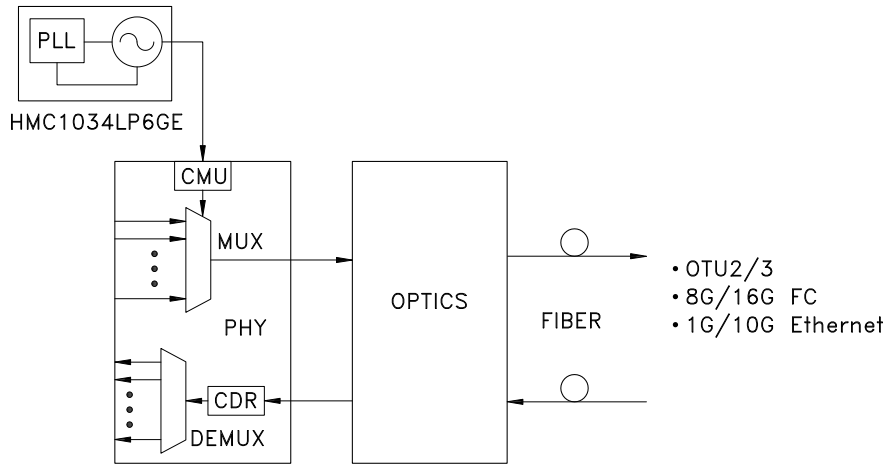 PLL
HMC1034LP6GE
CMU
MUX
PHY
CDR
DEMUX
OPTICS
FIBER
• OTU2/3
• 8G/16G FC
• 1G/10G Ethernet